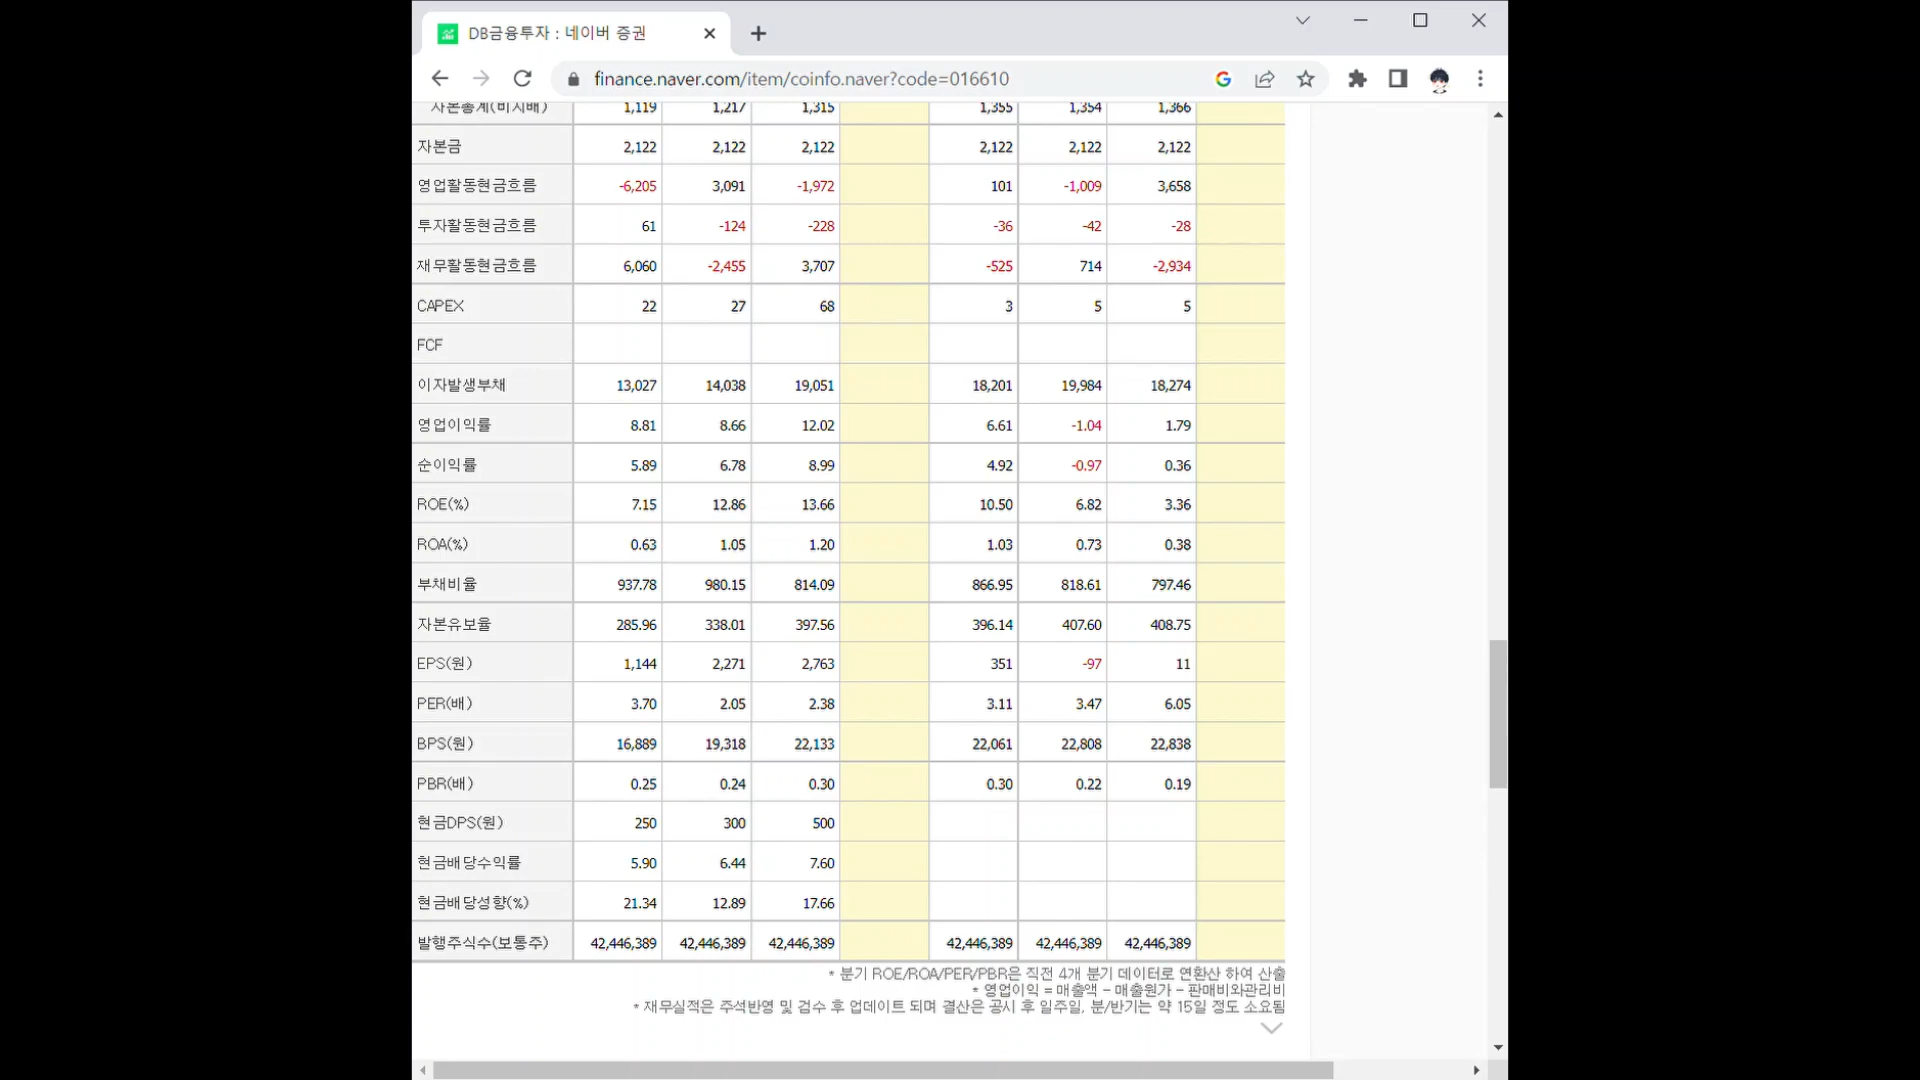 DB금융투자 : 네이버 증권
finance.naver.com/item/coinfo.naver?code=016610
자본총계(비지배) 1,119 1,217 1,315 1,355 1,354 1,366
자본금 2,122 2,122 2,122 2,122 2,122 2,122
영업활동현금흐름 -6,205 3,091 -1,972 101 -1,009 3,658
투자활동현금흐름 61 -124 -228 -36 -42 -28
재무활동현금흐름 6,060 -2,455 3,707 -525 714 -2,934
CAPEX 22 27 68 3 5 5
FCF
이자발생부채 13,027 14,038 19,051 18,201 19,984 18,274
영업이익률 8.81 8.66 12.02 6.61 -1.04 1.79
순이익률 5.89 6.78 8.99 4.92 -0.97 0.36
ROE(%) 7.15 12.86 13.66 10.50 6.82 3.36
ROA(%) 0.63 1.05 1.20 1.03 0.73 0.38
부채비율 937.78 980.15 814.09 866.95 818.61 797.46
자본유보율 285.96 338.01 397.56 396.14 407.60 408.75
EPS(원) 1,144 2,271 2,763 351 -97 11
PER(배) 3.70 2.05 2.38 3.11 3.47 6.05
BPS(원) 16,889 19,318 22,133 22,061 22,808 22,838
PBR(배) 0.25 0.24 0.30 0.30 0.22 0.19
현금DPS(원) 250 300 500
현금배당수익률 5.90 6.44 7.60
현금배당성향(%) 21.34 12.89 17.66
발행주식수(보통주) 42,446,389 42,446,389 42,446,389 42,446,389 42,446,389 42,446,389
* 분기 ROE/ROA/PER/PBR은 직전 4개 분기 데이터로 연환산 하여 산출
* 영업이익 = 매출액 - 매출원가 - 판매비와관리비
* 재무실적은 주석반영 및 검수 후 업데이트 되며 결산은 공시 후 일주일, 분/반기는 약 15일 정도 소요됨